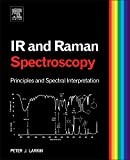 IR and Raman
Spectroscopy
Principles and Spectral Interpretation
PETER J. LARKIN